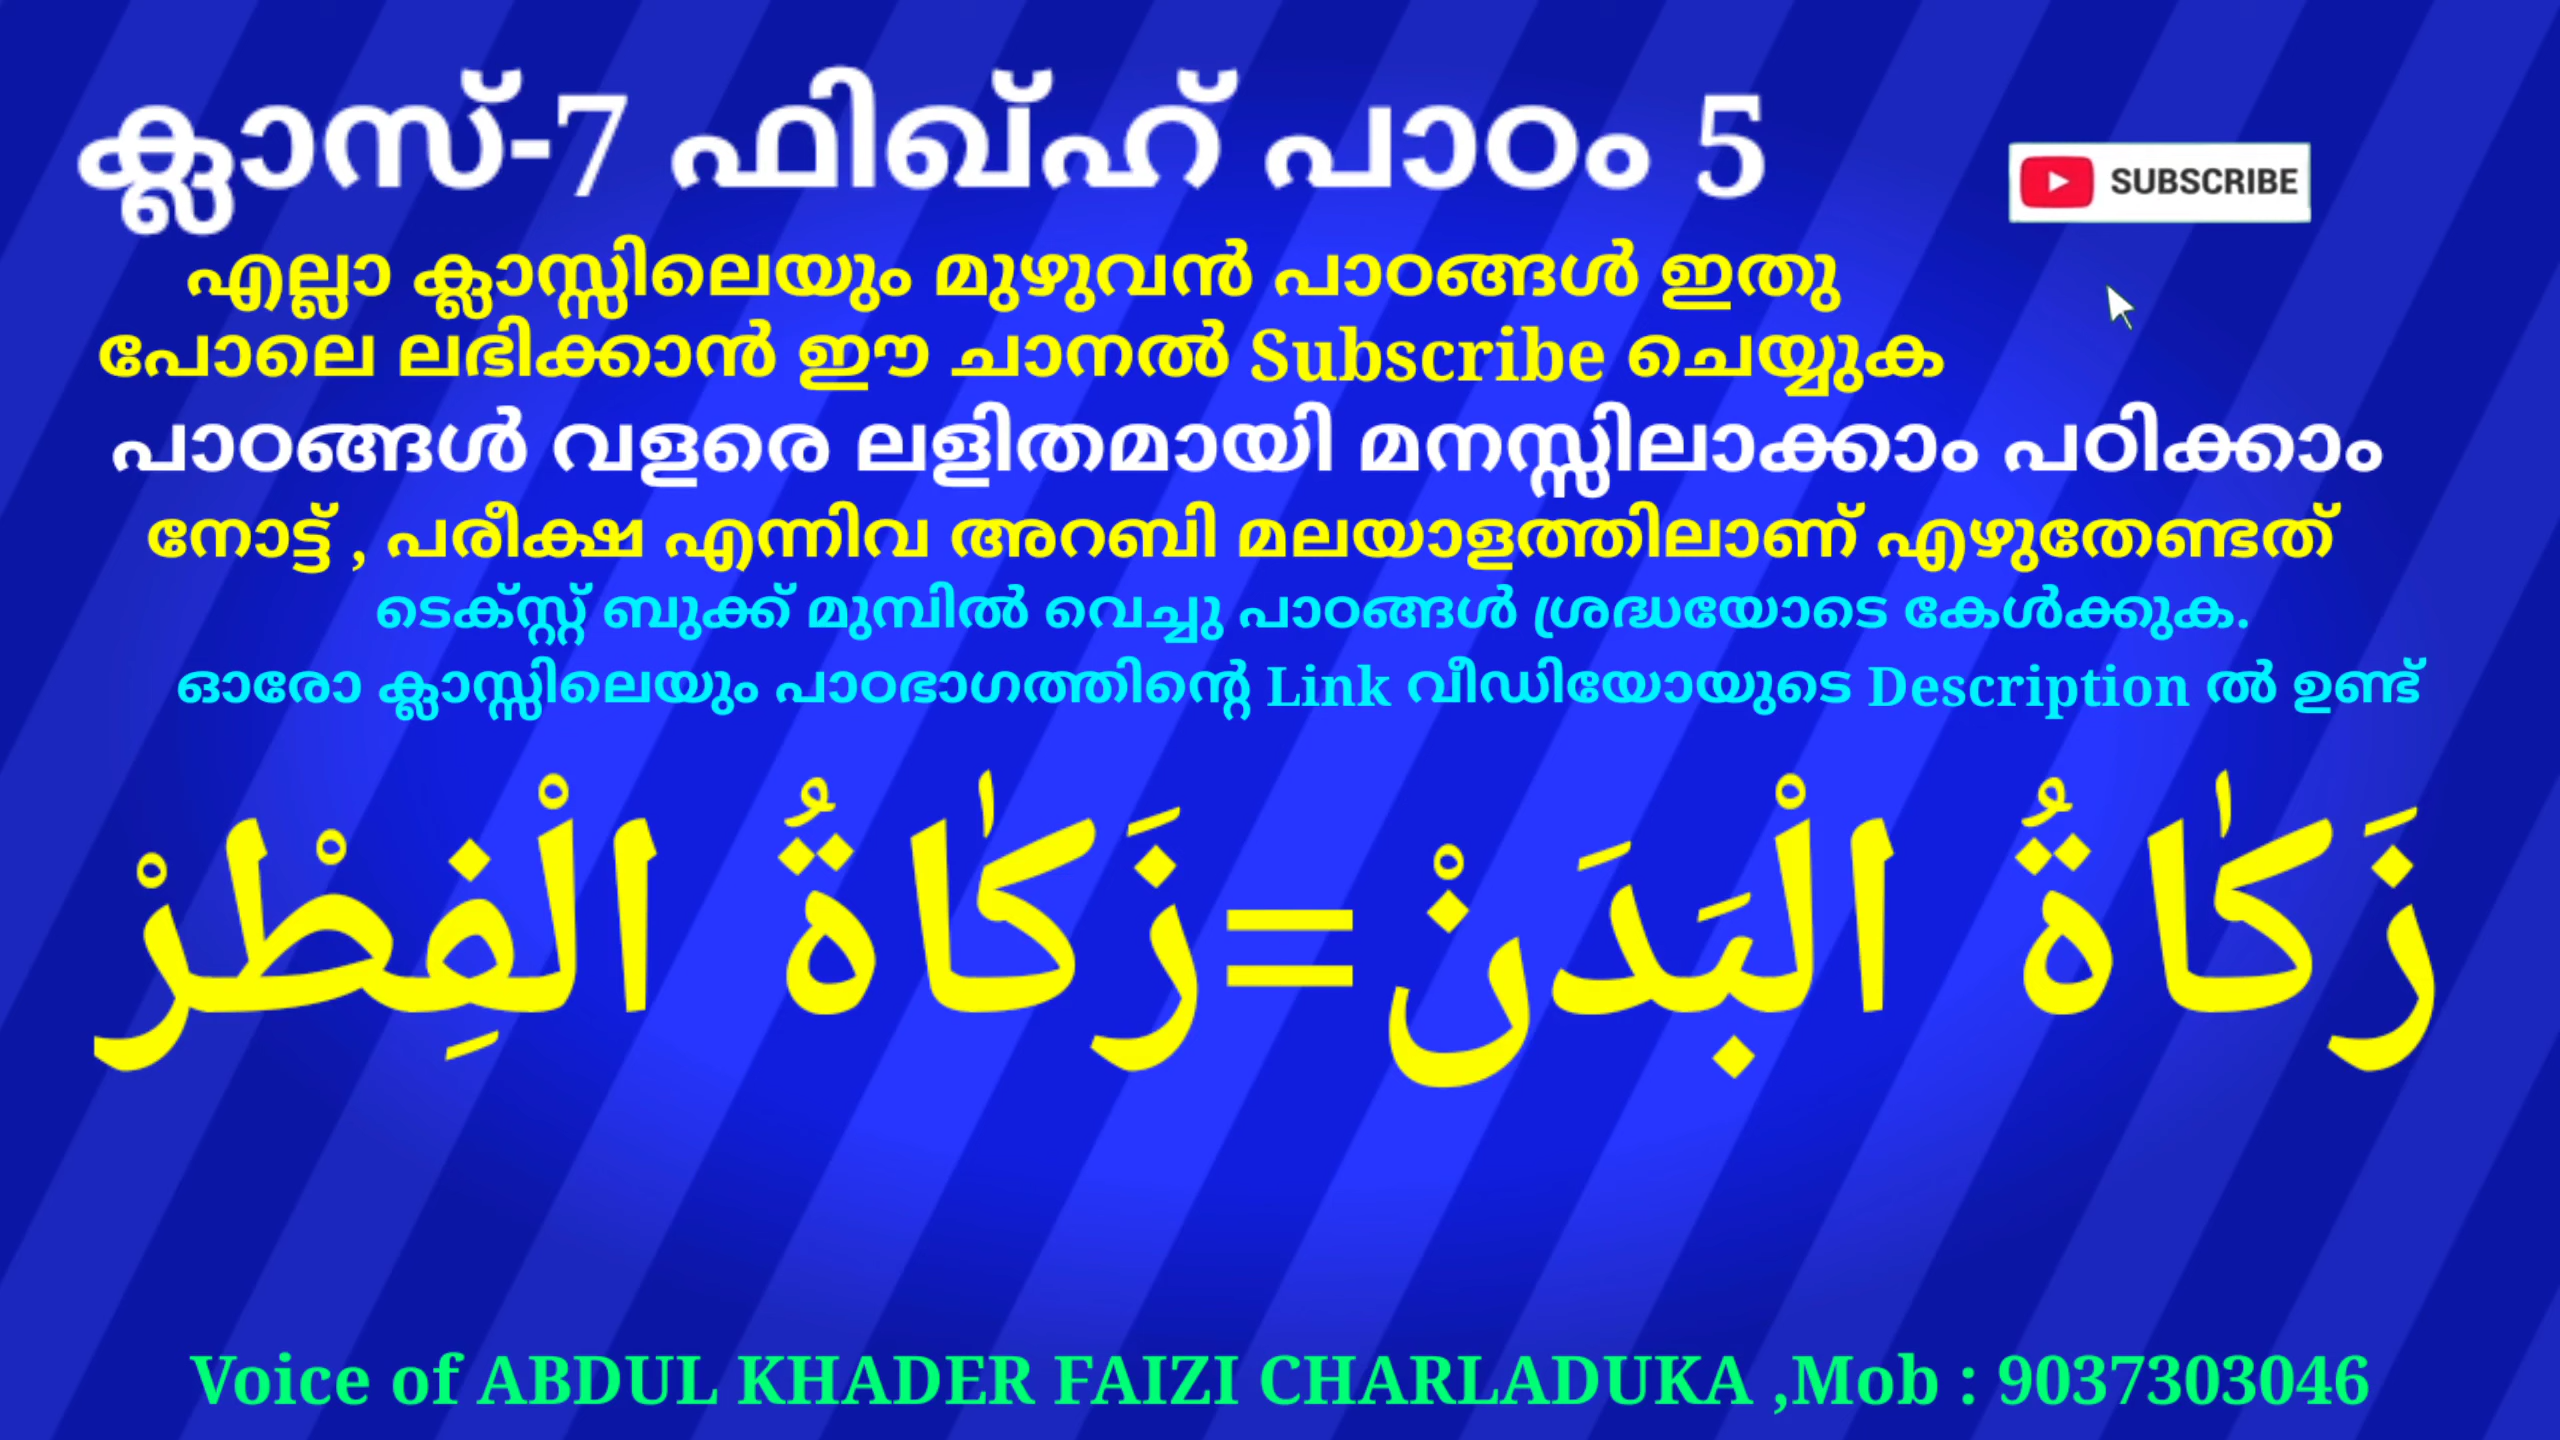 ക്ലാസ്-7 ഫിഖ്ഹ് പാഠം 5
SUBSCRIBE
എല്ലാ ക്ലാസ്സിലെയും മുഴുവൻ പാഠങ്ങൾ ഇതു
പോലെ ലഭിക്കാൻ ഈ ചാനൽ Subscribe ചെയ്യുക
പാഠങ്ങൾ വളരെ ലളിതമായി മനസ്സിലാക്കാം പഠിക്കാം
നോട്ട് , പരീക്ഷ എന്നിവ അറബി മലയാളത്തിലാണ് എഴുതേണ്ടത്
ടെക്സ്റ്റ് ബുക്ക് മുമ്പിൽ വെച്ചു പാഠങ്ങൾ ശ്രദ്ധയോടെ കേൾക്കുക.
ഓരോ ക്ലാസ്സിലെയും പാഠഭാഗത്തിന്റെ Link വീഡിയോയുടെ Description ൽ ഉണ്ട്
زَكٰاةُ الْبَدَنْ=زَكٰاةُ الْفِطْرْ
Voice of ABDUL KHADER FAIZI CHARLADUKA ,Mob : 9037303046